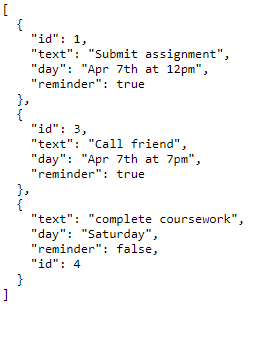 [
  {
    "id": 1,
    "text": "Submit assignment",
    "day": "Apr 7th at 12pm",
    "reminder": true
  },
  {
    "id": 3,
    "text": "Call friend",
    "day": "Apr 7th at 7pm",
    "reminder": true
  },
  {
    "text": "complete coursework",
    "day": "Saturday",
    "reminder": false,
    "id": 4
  }
]